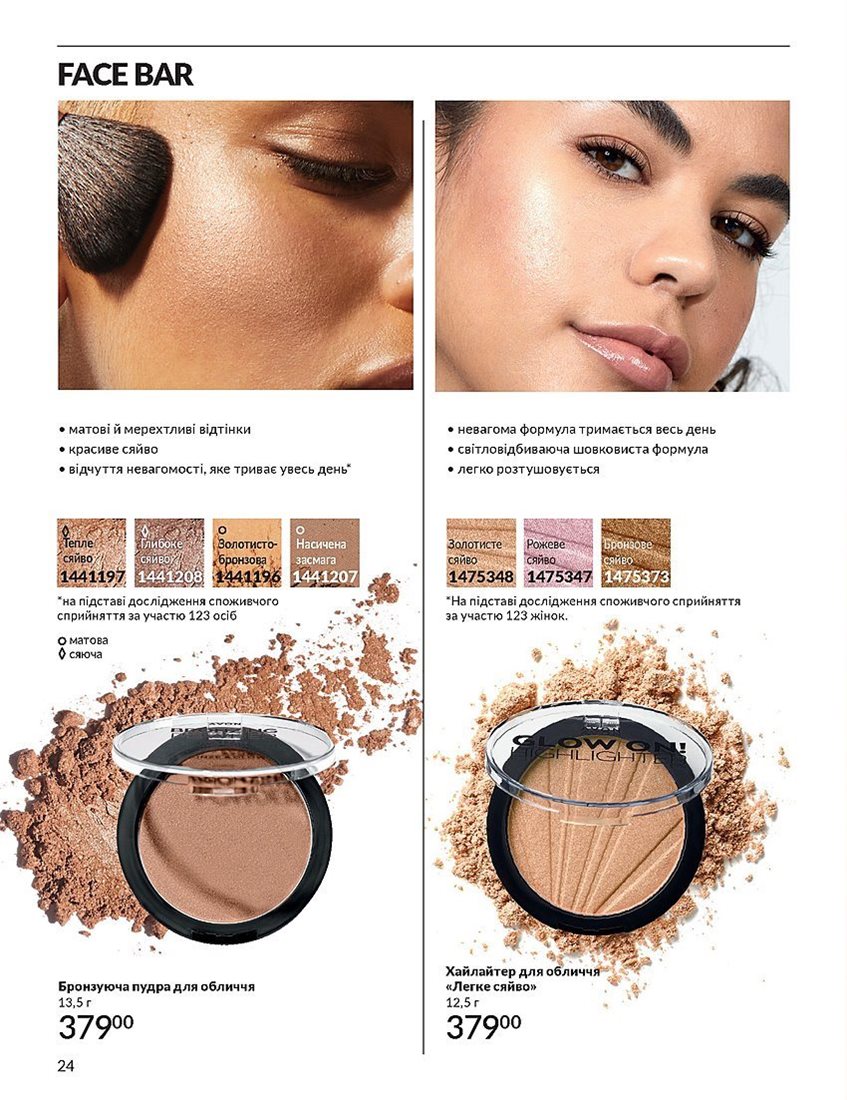 FACE BAR
• матові й мерехтливі відтінки
• красиве сяйво
• відчуття невагомості, яке триває увесь день*
Тепле
сяйво
1441197
Глибоке
сяйво
1441208
Золотисто-
бронзова
1441196
Насичена
засмага
1441207
*на підставі дослідження споживчого
сприйняття за участю 123 осіб
матова
сяюча
AVON
Бронзуюча пудра для обличчя
13,5 г
379⁰⁰
• невагома формула тримається весь день
• світловідбиваюча шовковиста формула
• легко розтушовується
Золотисте
сяйво
1475348
Рожеве
сяйво
1475347
Бронзове
сяйво
1475373
*На підставі дослідження споживчого сприйняття
за участю 123 жінок.
GLOW ON!
HIGHLIGHTER
Хайлайтер для обличчя
«Легке сяйво»
12,5 г
379⁰⁰
24